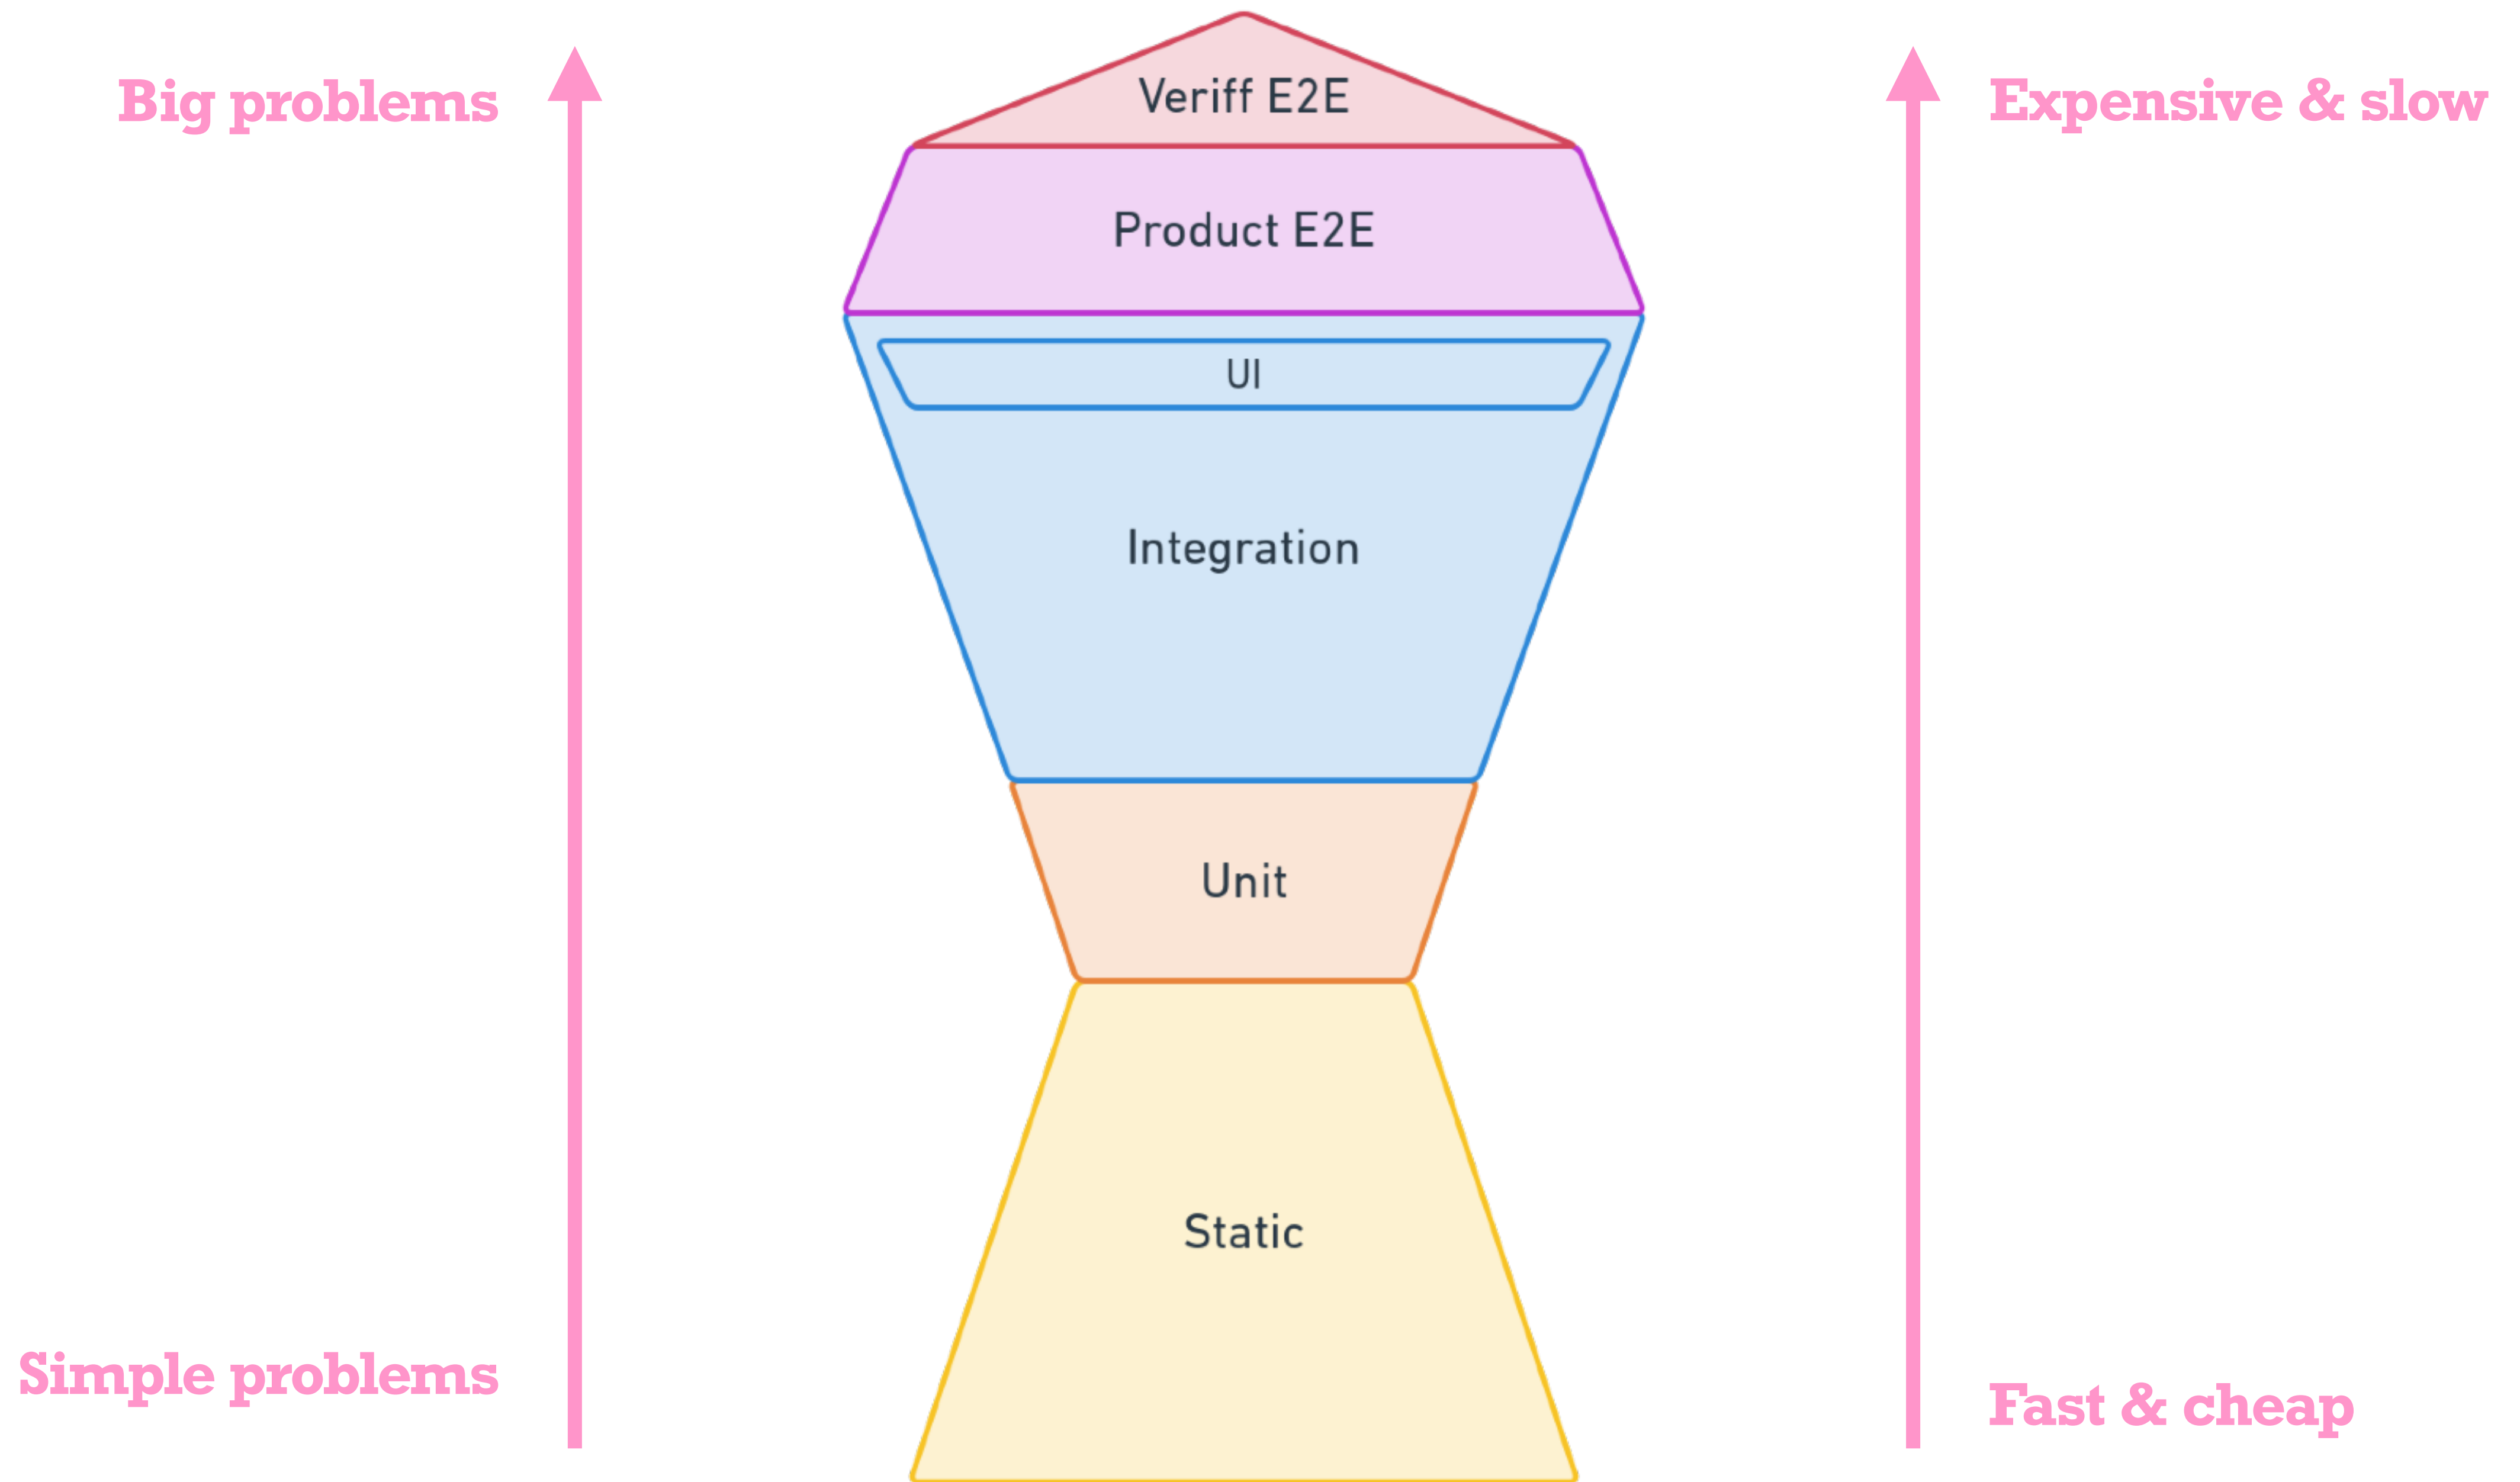 Big problems
Veriff E2E
Expensive & slow
Product E2E
UI
Integration
Unit
Static
Simple problems
Fast & cheap